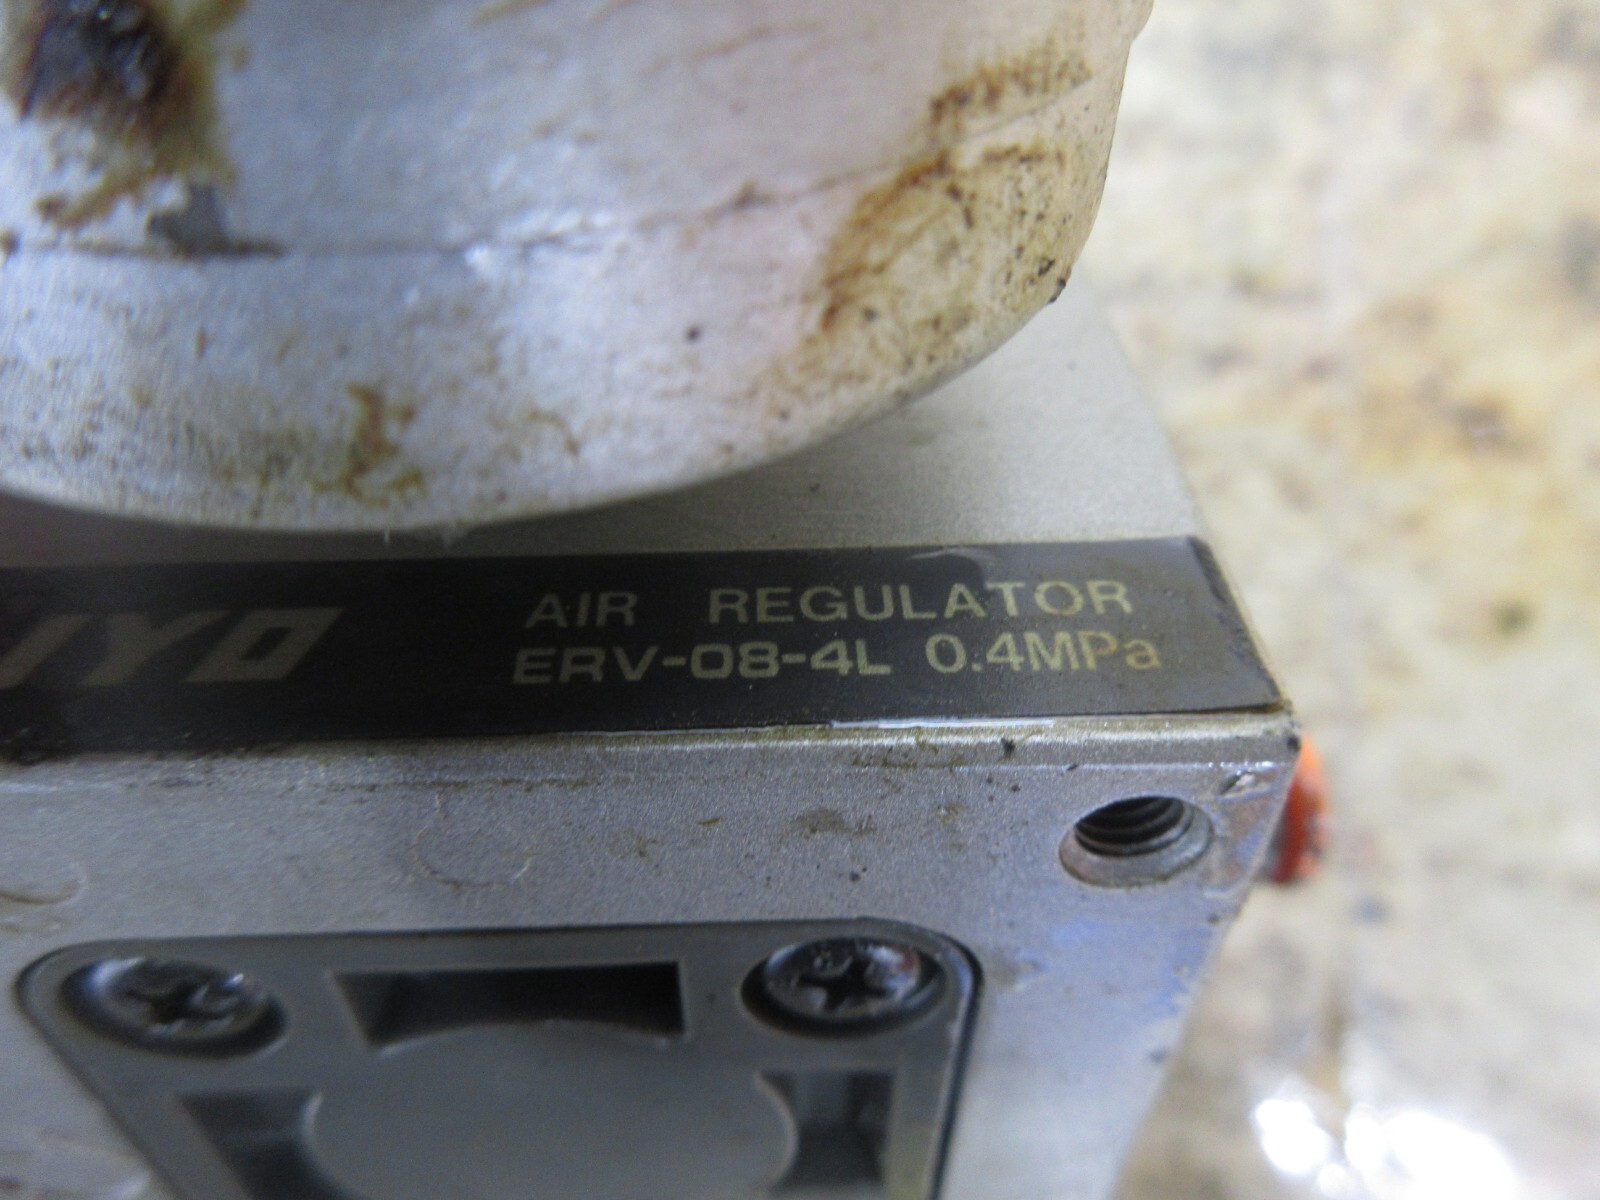 AIR REGULATOR
ERV-08-4L 0.4MPa